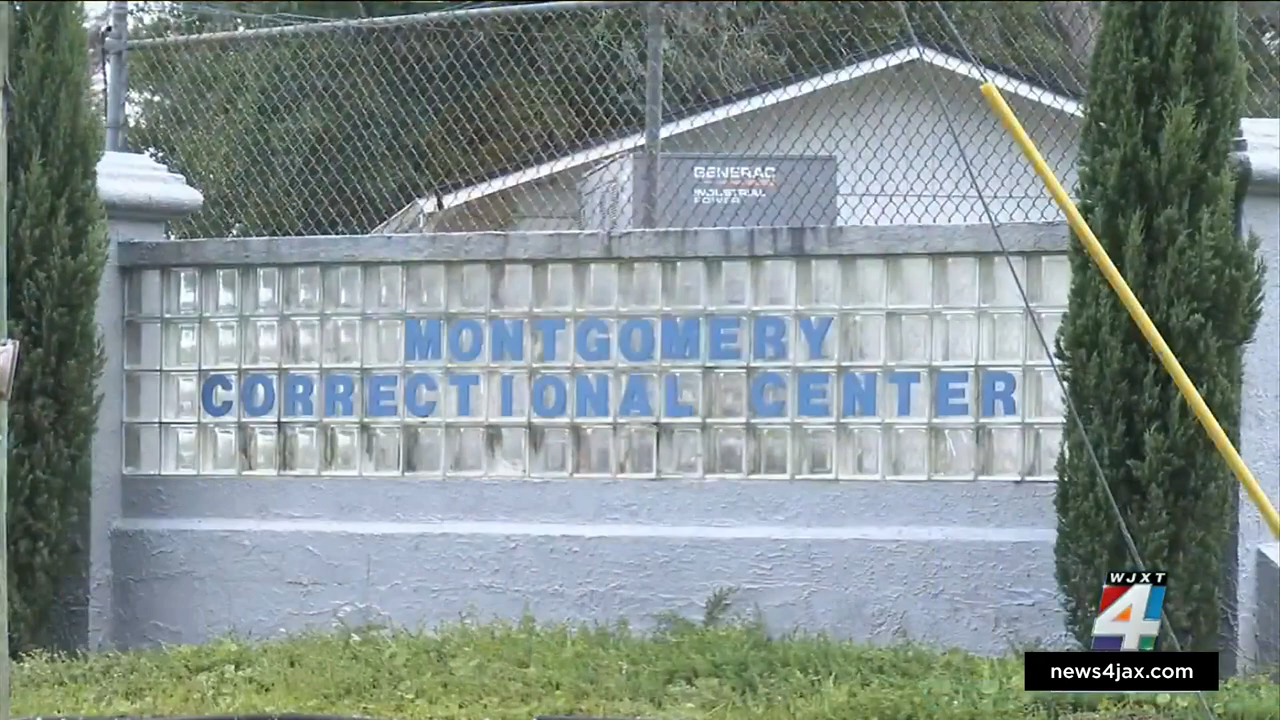 GENERAC
INDUSTRIAL
POWER
MONTGOMERY
CORRECTIONAL CENTER
WJXT
4
news4jax.com